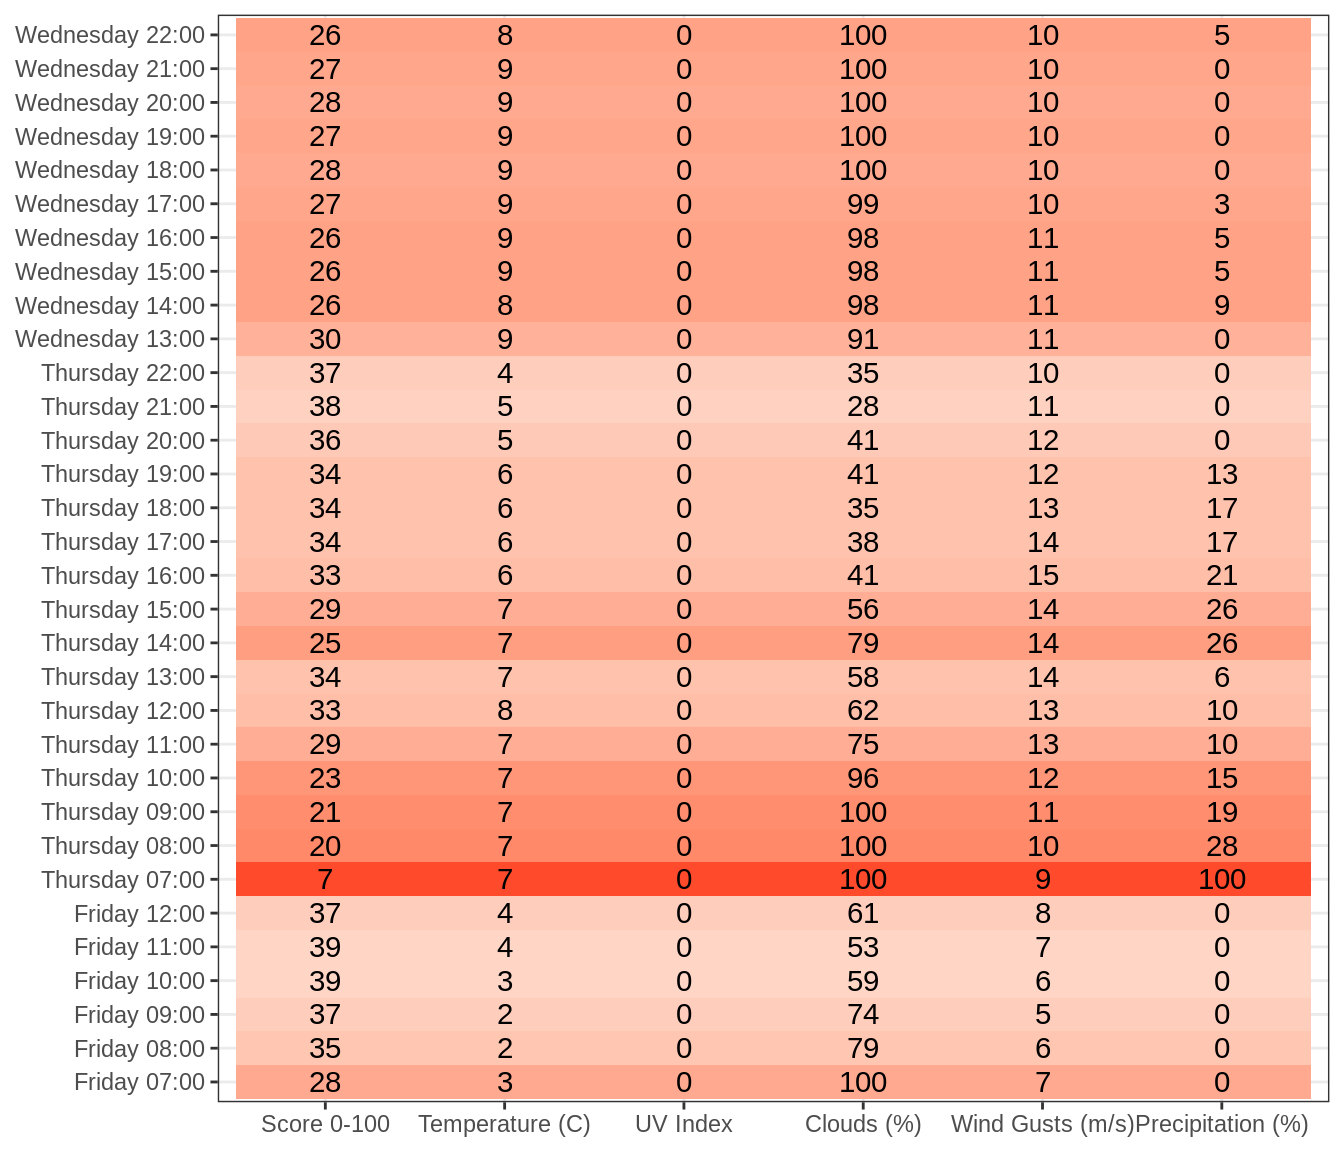 Wednesday 22:00 26 8 0 100 10 5
Wednesday 21:00 27 9 0 100 10 0
Wednesday 20:00 28 9 0 100 10 0
Wednesday 19:00 27 9 0 100 10 0
Wednesday 18:00 28 9 0 100 10 0
Wednesday 17:00 27 9 0 99 10 3
Wednesday 16:00 26 9 0 98 11 5
Wednesday 15:00 26 9 0 98 11 5
Wednesday 14:00 26 8 0 98 11 9
Wednesday 13:00 30 9 0 91 11 0
Thursday 22:00 37 4 0 35 10 0
Thursday 21:00 38 5 0 28 11 0
Thursday 20:00 36 5 0 41 12 0
Thursday 19:00 34 6 0 41 12 13
Thursday 18:00 34 6 0 35 13 17
Thursday 17:00 34 6 0 38 14 17
Thursday 16:00 33 6 0 41 15 21
Thursday 15:00 29 7 0 56 14 26
Thursday 14:00 25 7 0 79 14 26
Thursday 13:00 34 7 0 58 14 6
Thursday 12:00 33 8 0 62 13 10
Thursday 11:00 29 7 0 75 13 10
Thursday 10:00 23 7 0 96 12 15
Thursday 09:00 21 7 0 100 11 19
Thursday 08:00 20 7 0 100 10 28
Thursday 07:00 7 7 0 100 9 100
Friday 12:00 37 4 0 61 8 0
Friday 11:00 39 4 0 53 7 0
Friday 10:00 39 3 0 59 6 0
Friday 09:00 37 2 0 74 5 0
Friday 08:00 35 2 0 79 6 0
Friday 07:00 28 3 0 100 7 0
Score 0-100 Temperature (C) UV Index Clouds (%) Wind Gusts (m/s) Precipitation (%)